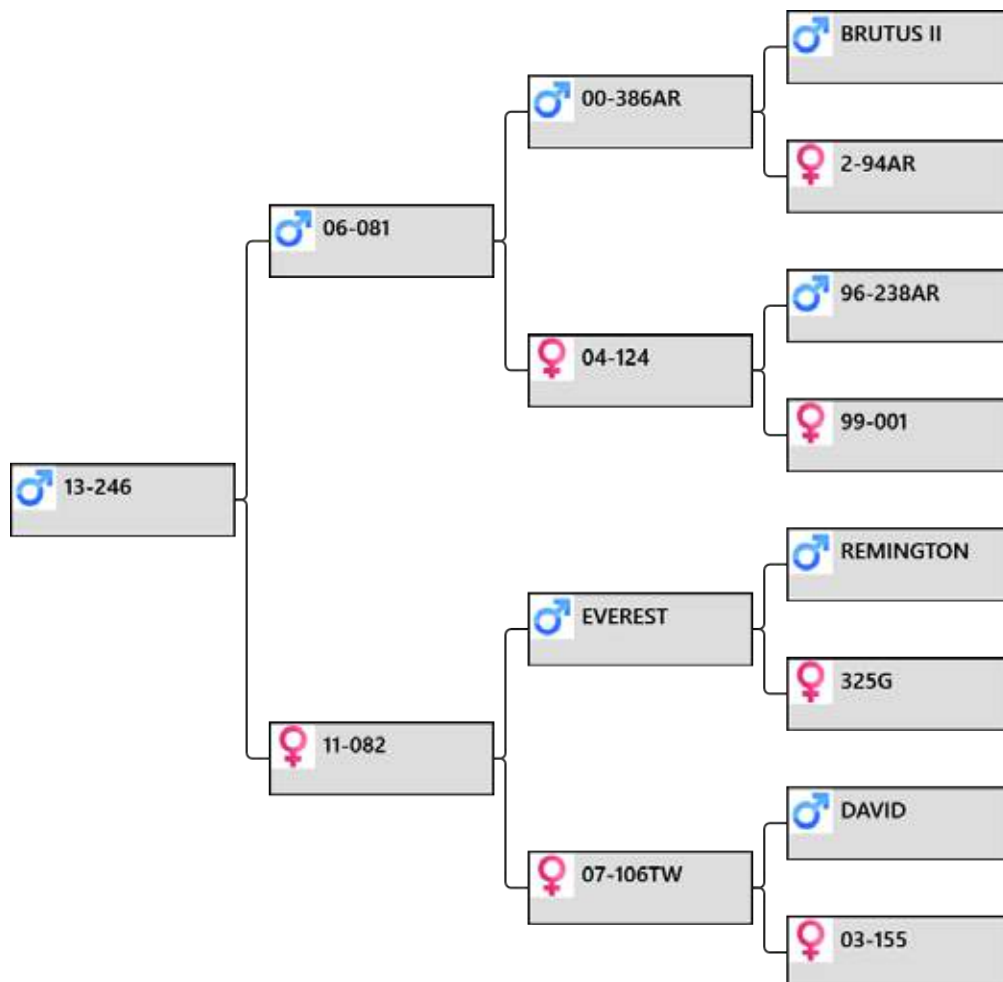 BRUTUS II
00-386AR
2-94AR
06-081
96-238AR
04-124
99-001
13-246
REMINGTON
EVEREST
325G
11-082
DAVID
07-106TW
03-155